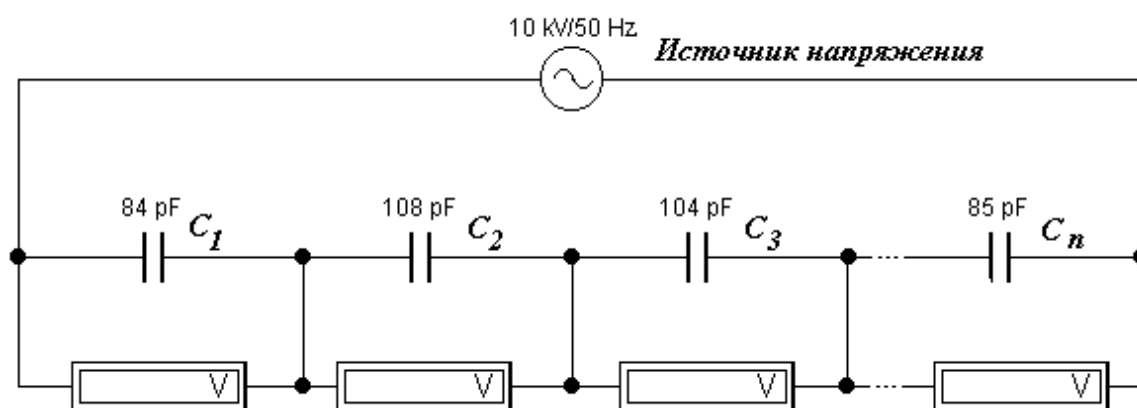 10 kV/50 Hz
Источник напряжения
84 pF
C1
108 pF
C2
104 pF
C3
85 pF
Cn
V
V
V
V